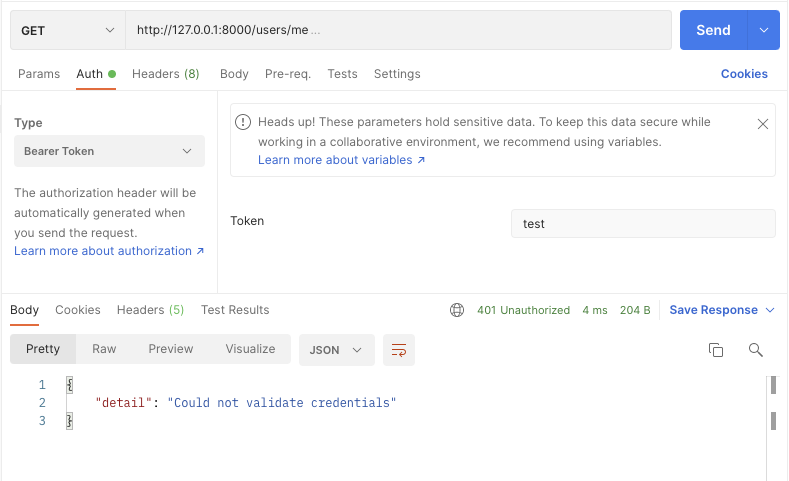 GET http://127.0.0.1:8000/users/me ... Send
Params Auth Headers (8) Body Pre-req. Tests Settings Cookies
Type
Bearer Token
The authorization header will be
automatically generated when
you send the request.
Learn more about authorization ↗
Heads up! These parameters hold sensitive data. To keep this data secure while
working in a collaborative environment, we recommend using variables.
Learn more about variables ↗
Token test
Body Cookies Headers (5) Test Results 401 Unauthorized 4 ms 204 B Save Response
Pretty Raw Preview Visualize JSON
1 {
2 "detail": "Could not validate credentials"
3 }